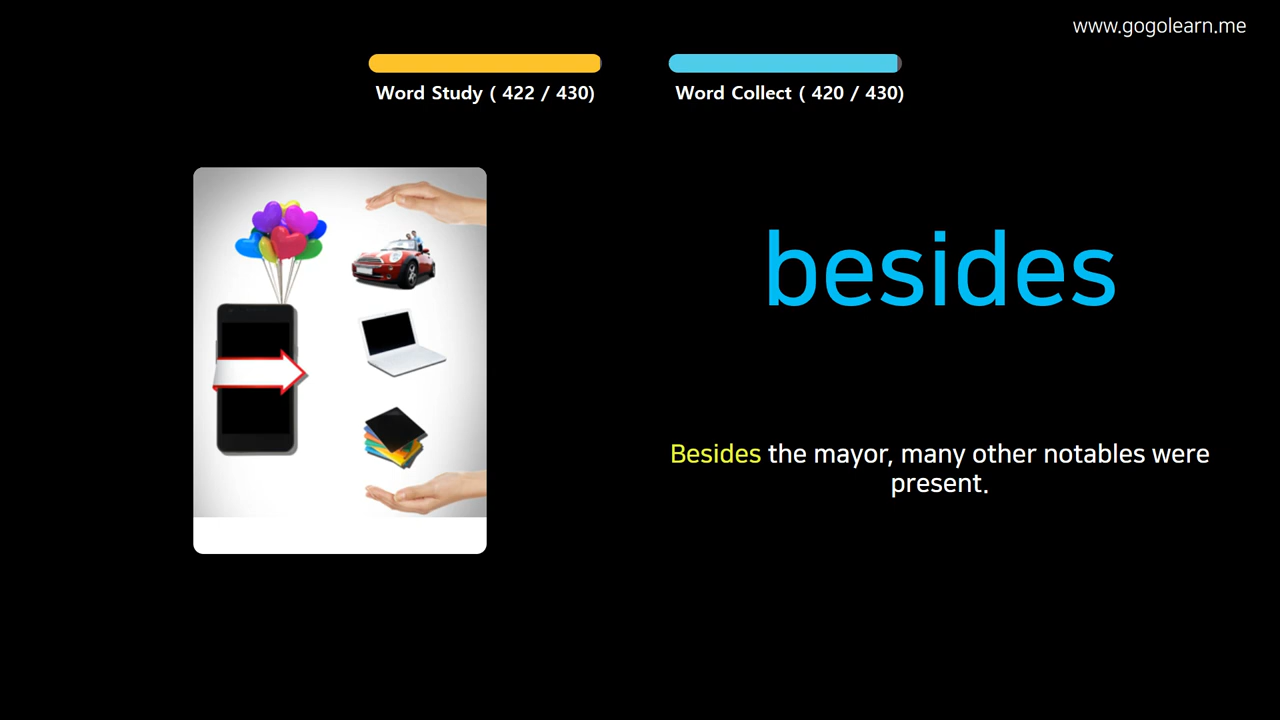 www.gogolearn.me
Word Study ( 422 / 430)
Word Collect ( 420 / 430)
besides
Besides the mayor, many other notables were
present.